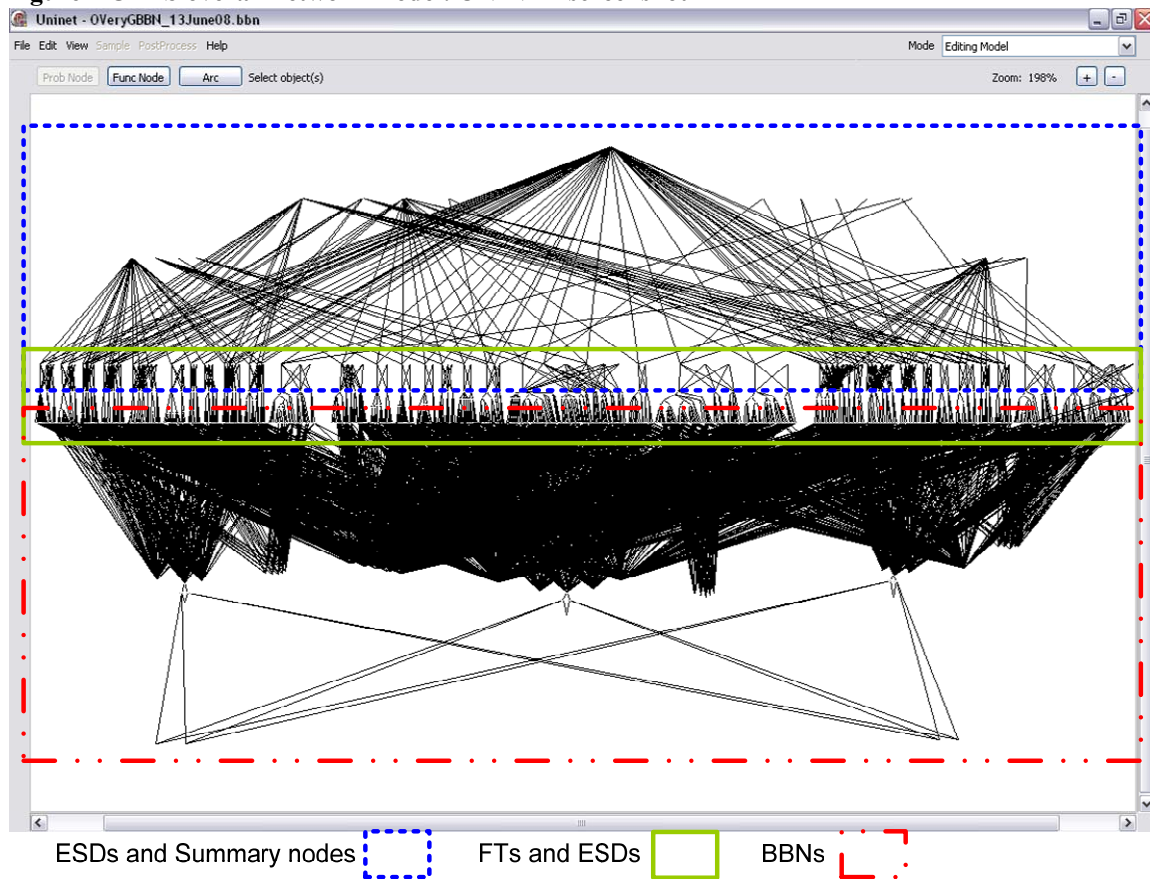 Uninet - OVeryGBBN_13June08.bbn
File Edit View Sample PostProcess Help
Mode Editing Model
Prob Node Func Node Arc Select object(s)
Zoom: 198% + -
ESDs and Summary nodes FTs and ESDs BBNs